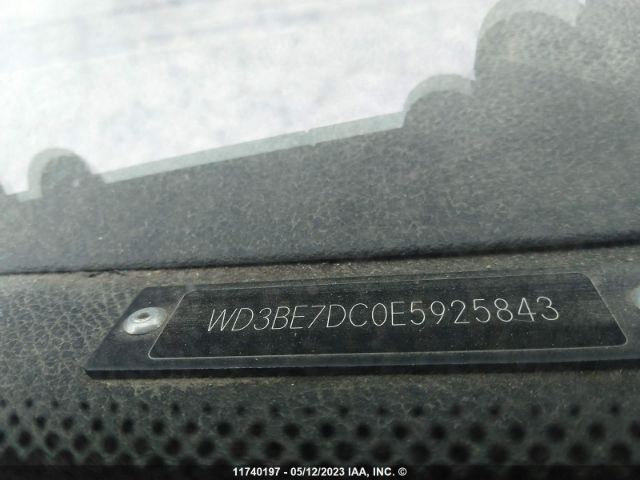 WD3BE7DC0E5925843
11740197 - 05/12/2023 IAA, INC. ©